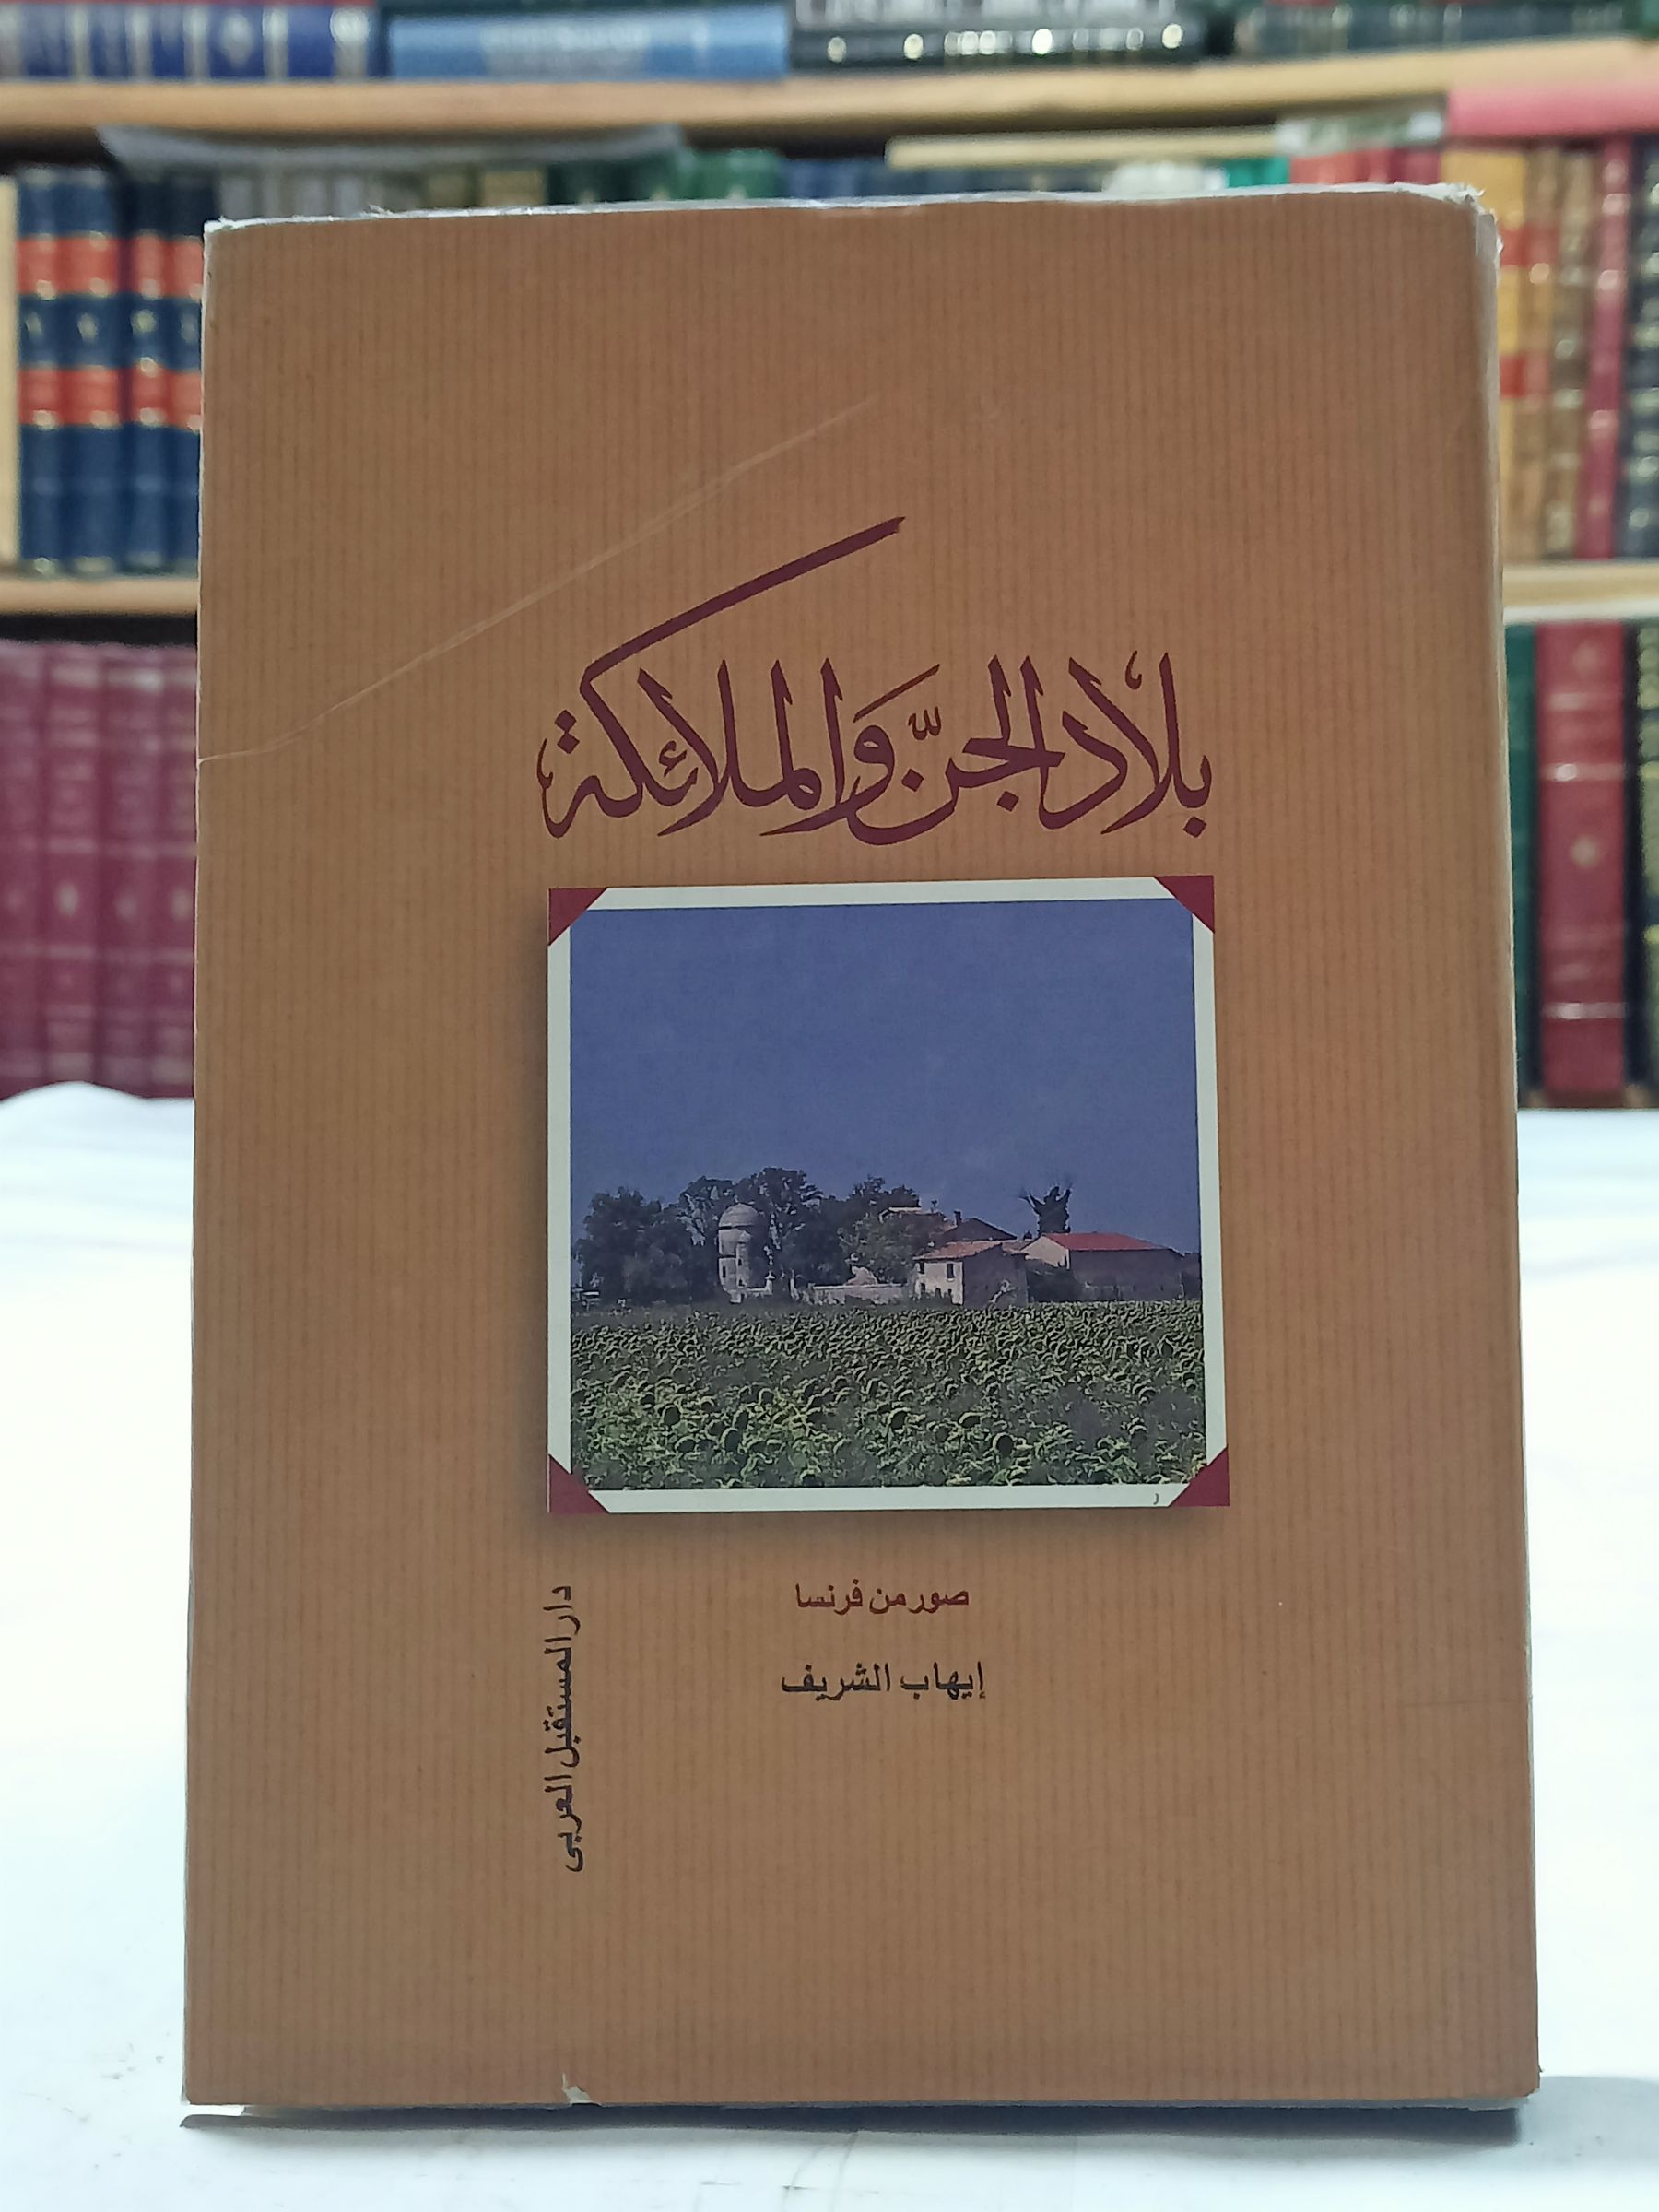 بلاد الجن والملائكة
صور من فرنسا
إيهاب الشريف
دار المستقبل العربى